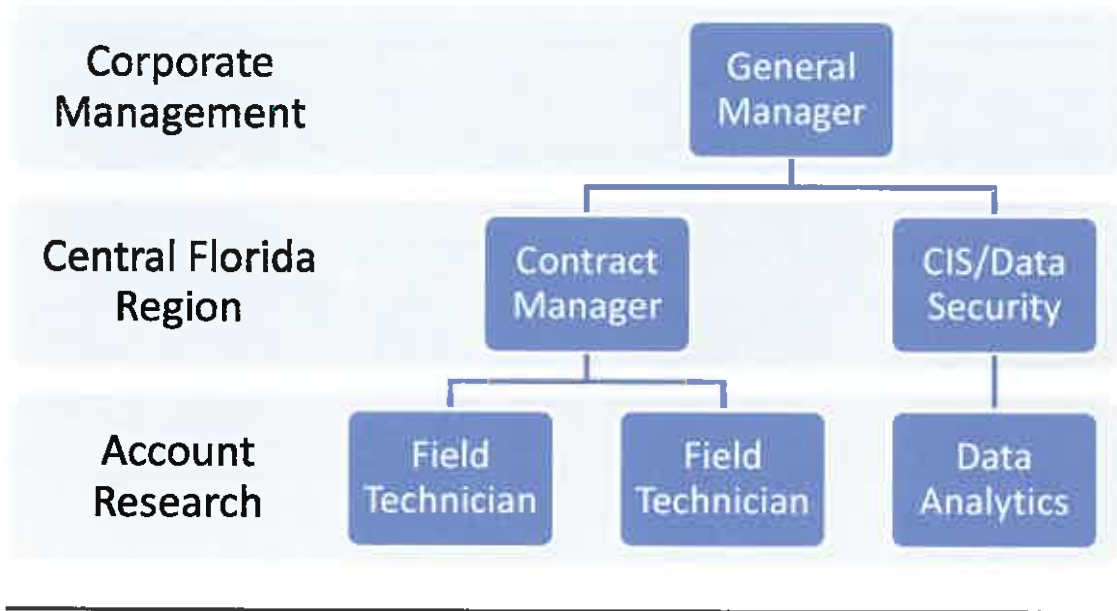 Corporate
Management
General
Manager
Central Florida
Region
Contract
Manager
CIS/Data
Security
Account
Research
Field
Technician
Field
Technician
Data
Analytics